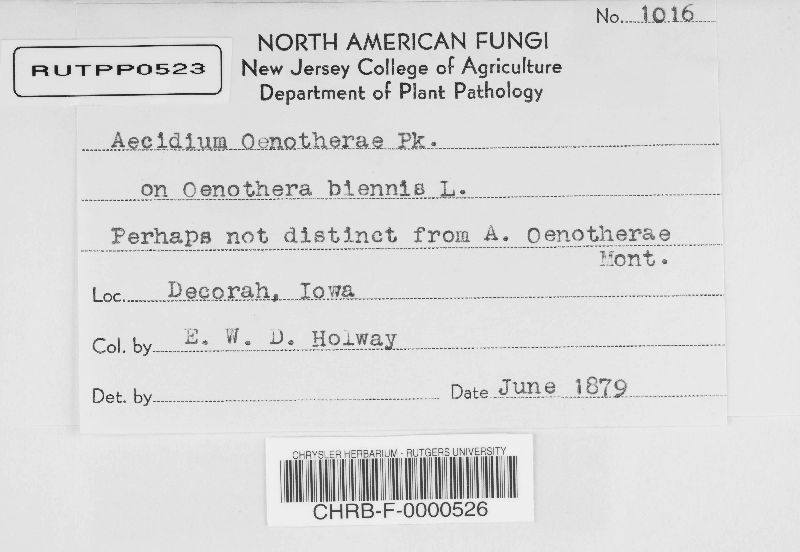 No. 1016
RUTPP0523
NORTH AMERICAN FUNGI
New Jersey College of Agriculture
Department of Plant Pathology
Aecidium Oenotherae Pk.
on Oenothera biennis L.
Perhaps not distinct from A. Oenotherae
Mont.
Loc. Decorah, Iowa
Col. by E. W. D. Holway
Det. by
Date June 1879
CHRYSLER HERBARIUM - RUTGERS UNIVERSITY
CHRB-F-0000526